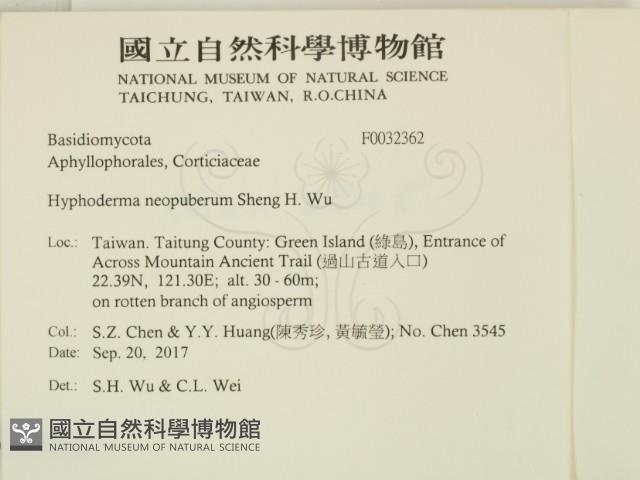 國立自然科學博物館
NATIONAL MUSEUM OF NATURAL SCIENCE
TAICHUNG, TAIWAN, R.O.CHINA
Basidiomycota F0032362
Aphyllophorales, Corticiaceae
Hyphoderma neopuberum Sheng H. Wu
Loc.: Taiwan. Taitung County: Green Island (綠島), Entrance of
Across Mountain Ancient Trail (過山古道入口)
22.39N, 121.30E; alt. 30 - 60m;
on rotten branch of angiosperm
Col.: S.Z. Chen & Y.Y. Huang(陳秀珍, 黃毓瑩); No. Chen 3545
Date: Sep. 20, 2017
Det.: S.H. Wu & C.L. Wei
國立自然科學博物館
NATIONAL MUSEUM OF NATURAL SCIENCE